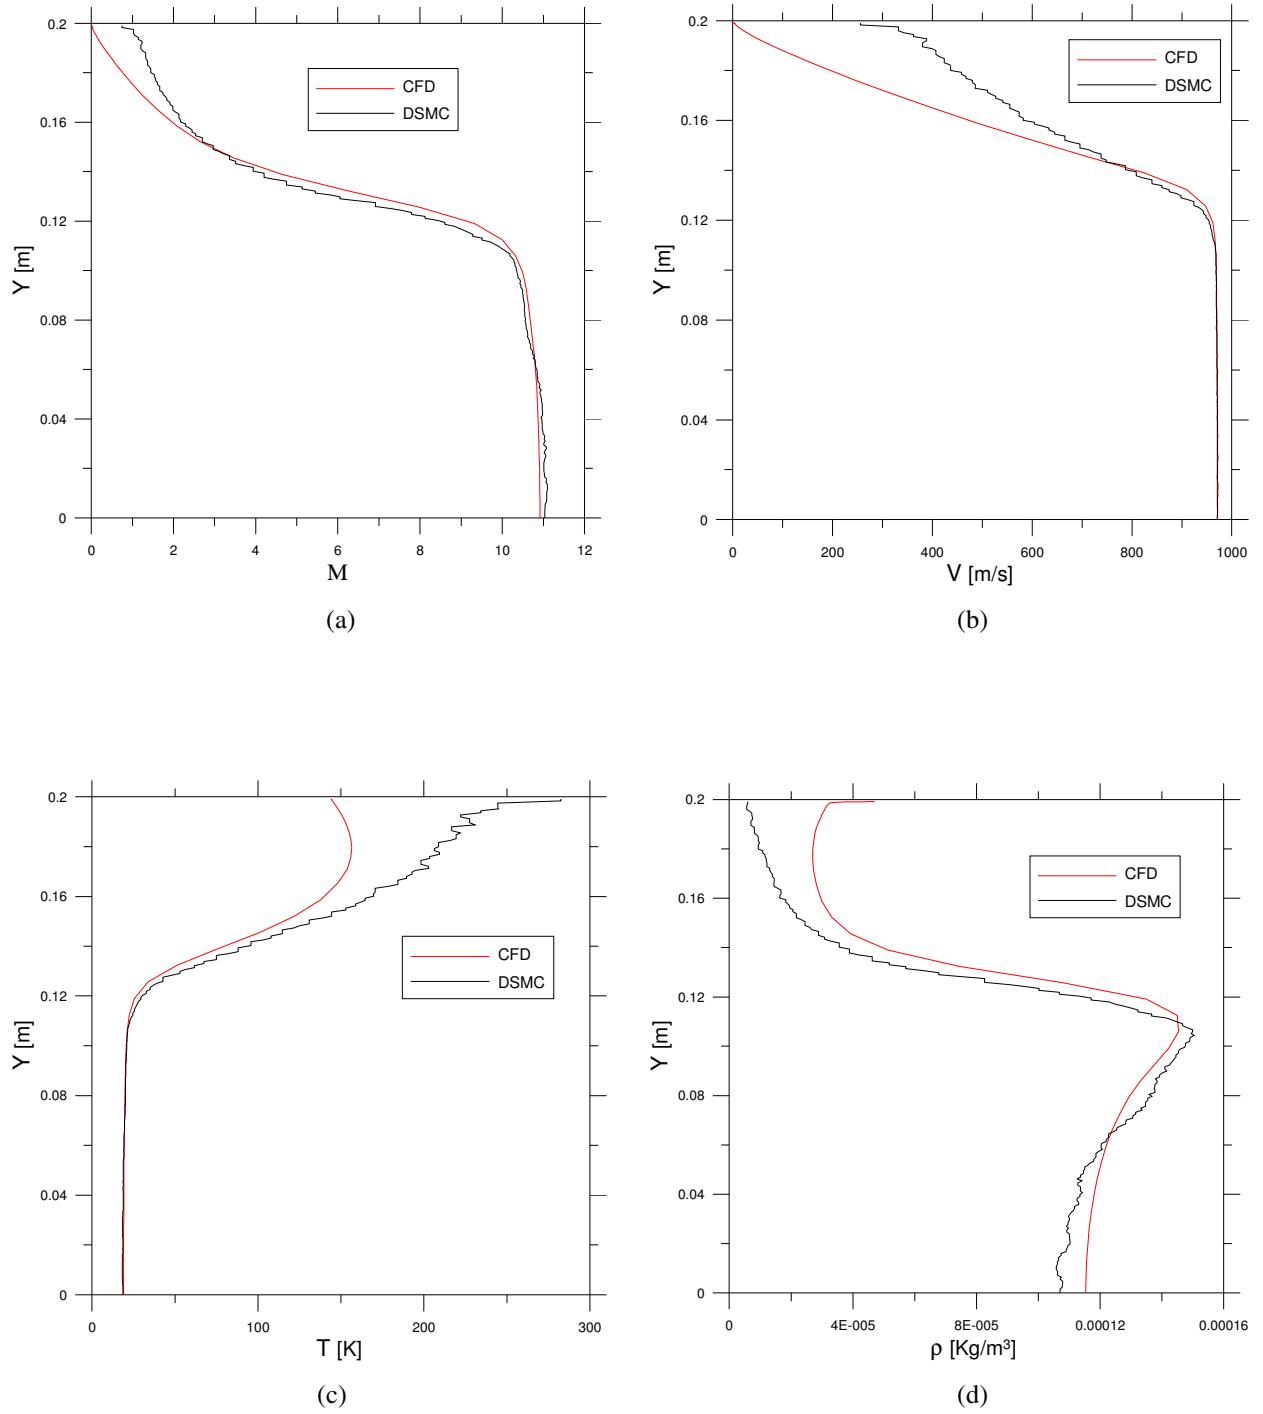 0.2
0.16
0.12
0.08
0.04
0
Y [m]
CFD
DSMC
0 2 4 6 8 10 12
M
(a)
0.2
0.16
0.12
0.08
0.04
0
Y [m]
CFD
DSMC
0 200 400 600 800 1000
V [m/s]
(b)
0.2
0.16
0.12
0.08
0.04
0
Y [m]
CFD
DSMC
0 100 200 300
T [K]
(c)
0.2
0.16
0.12
0.08
0.04
0
Y [m]
CFD
DSMC
0 4E-005 8E-005 0.00012 0.00016
ρ [Kg/m³]
(d)